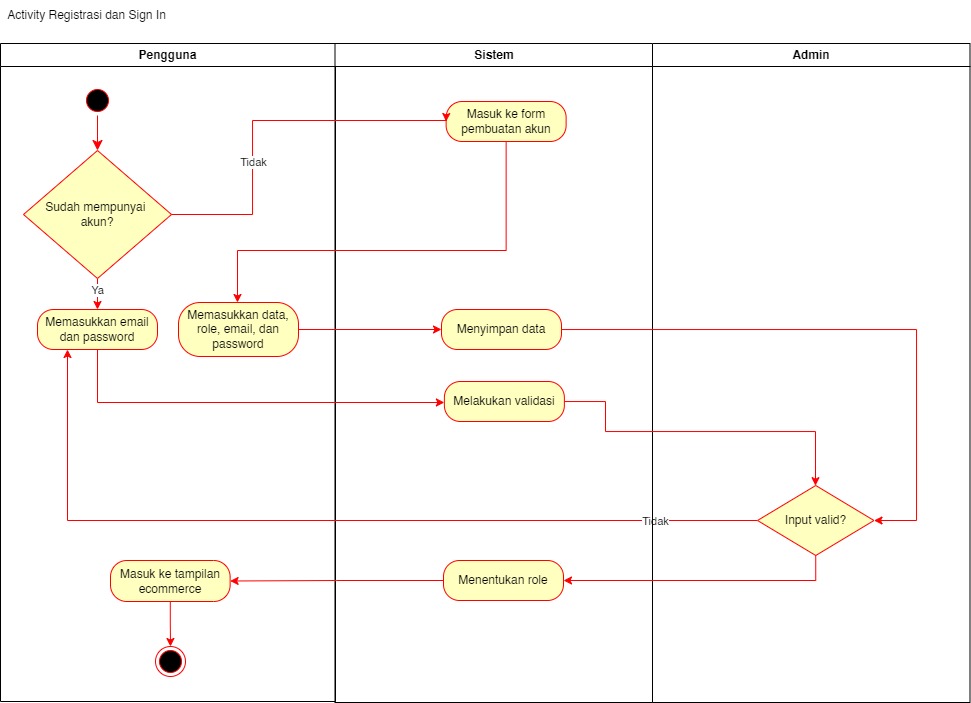 Activity Registrasi dan Sign In
Pengguna
Sistem
Admin
Masuk ke form
pembuatan akun
Tidak
Sudah mempunyai
akun?
Ya
Memasukkan email
dan password
Memasukkan data,
role, email, dan
password
Menyimpan data
Melakukan validasi
Input valid?
Tidak
Masuk ke tampilan
ecommerce
Menentukan role